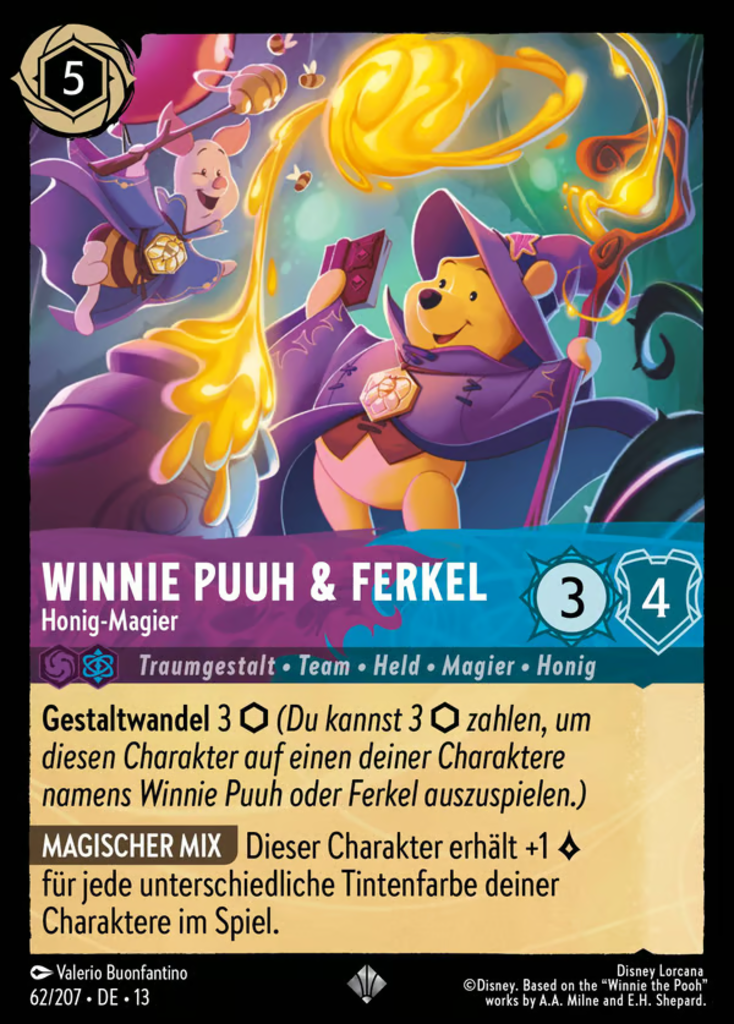 5
WINNIE PUUH & FERKEL
Honig-Magier
3
4
Traumgestalt • Team • Held • Magier • Honig
Gestaltwandel 3 ⬡ (Du kannst 3 ⬡ zahlen, um
diesen Charakter auf einen deiner Charaktere
namens Winnie Puuh oder Ferkel auszuspielen.)
MAGISCHER MIX Dieser Charakter erhält +1
für jede unterschiedliche Tintenfarbe deiner
Charaktere im Spiel.
Valerio Buonfantino
62/207 • DE • 13
Disney Lorcana
©Disney. Based on the “Winnie the Pooh”
works by A.A. Milne and E.H. Shepard.